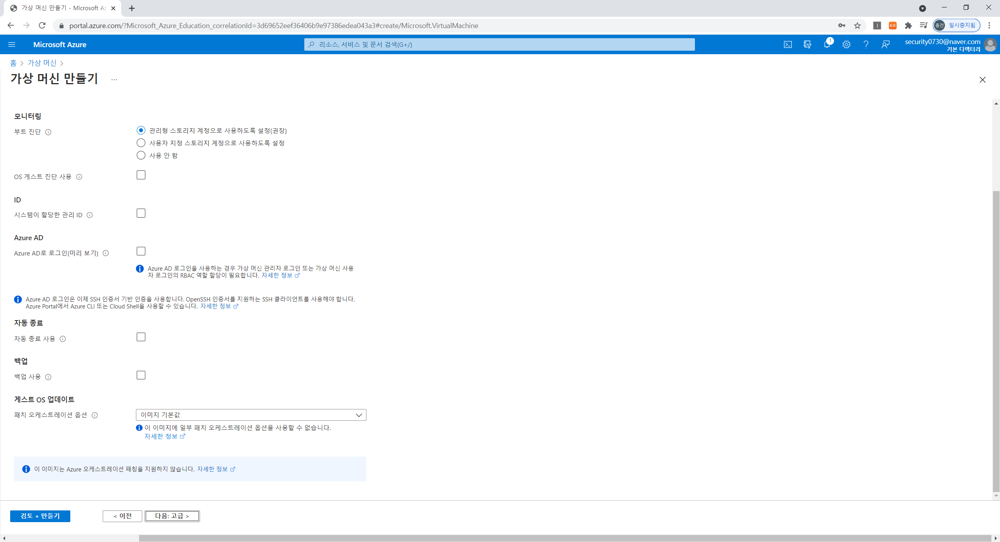 가상 머신 만들기 - Microsoft Az
portal.azure.com/?Microsoft_Azure_Education_correlationId=3d69652eef36406b9e97386edea043a3#create/Microsoft.VirtualMachine
EX
충건
일시중지됨
Microsoft Azure
리소스, 서비스 및 문서 검색(G+/)
1
security0730@naver.com
기본 디렉터리
홈 > 가상 머신 >
가상 머신 만들기 ...
모니터링
부트 진단
관리형 스토리지 계정으로 사용하도록 설정(권장)
사용자 지정 스토리지 계정으로 사용하도록 설정
사용 안 함
OS 게스트 진단 사용
ID
시스템이 할당한 관리 ID
Azure AD
Azure AD로 로그인(미리 보기)
Azure AD 로그인을 사용하는 경우 가상 머신 관리자 로그인 또는 가상 머신 사용
자 로그인의 RBAC 역할 할당이 필요합니다. 자세한 정보
Azure AD 로그인은 이제 SSH 인증서 기반 인증을 사용합니다. OpenSSH 인증서를 지원하는 SSH 클라이언트를 사용해야 합니다.
Azure Portal에서 Azure CLI 또는 Cloud Shell을 사용할 수 있습니다. 자세한 정보
자동 종료
자동 종료 사용
백업
백업 사용
게스트 OS 업데이트
패치 오케스트레이션 옵션
이미지 기본값
이 이미지에 일부 패치 오케스트레이션 옵션을 사용할 수 없습니다.
자세한 정보
이 이미지는 Azure 오케스트레이션 패칭을 지원하지 않습니다. 자세한 정보
검토 + 만들기
< 이전
다음: 고급 >